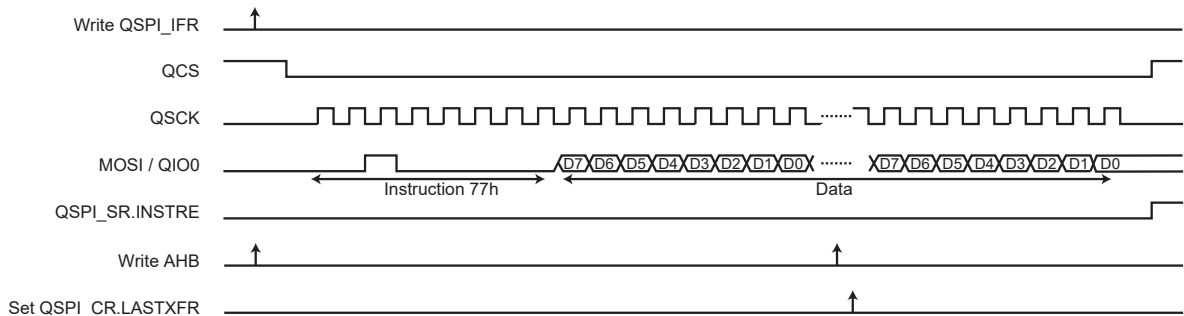 Write QSPI_IFR
QCS
QSCK
MOSI / QIO0
D7 D6 D5 D4 D3 D2 D1 D0 D7 D6 D5 D4 D3 D2 D1 D0
Instruction 77h Data
QSPI_SR.INSTRE
Write AHB
Set QSPI_CR.LASTXFR